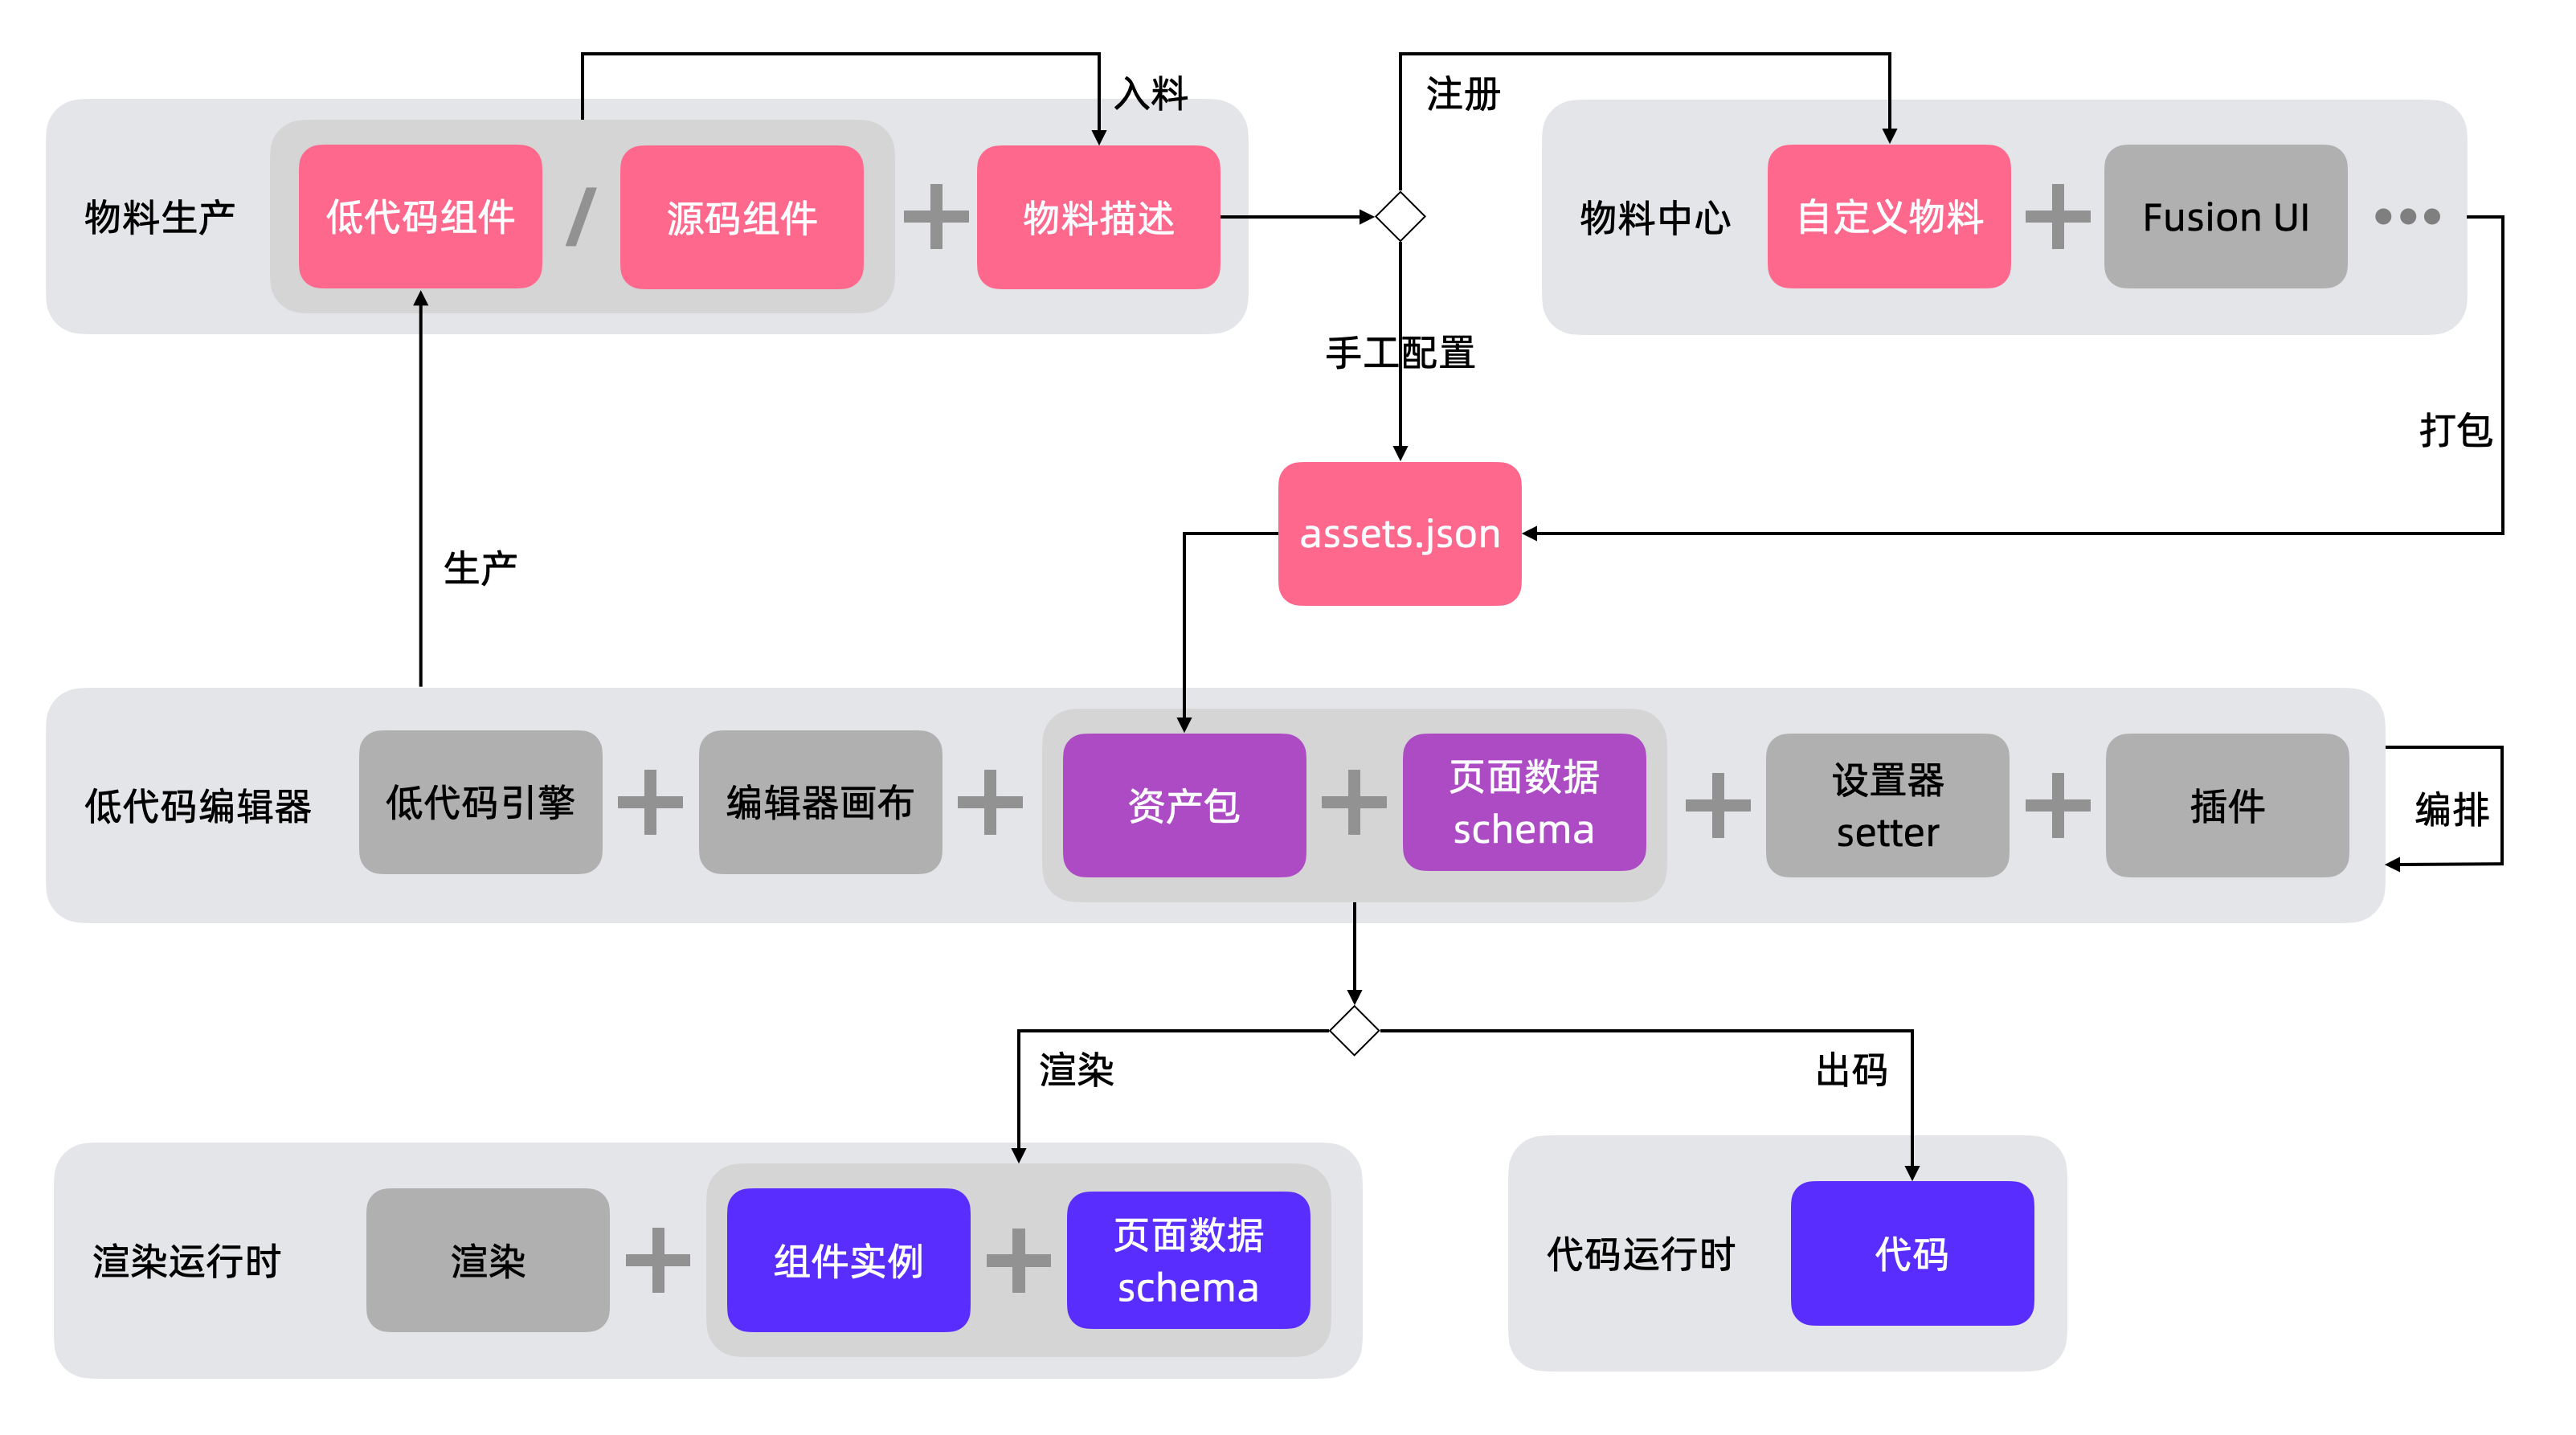 入料
注册
物料生产
低代码组件
/
源码组件
物料描述
物料中心
自定义物料
Fusion UI
手工配置
打包
assets.json
生产
低代码编辑器
低代码引擎
编辑器画布
资产包
页面数据
schema
设置器
setter
插件
编排
渲染
出码
渲染运行时
渲染
组件实例
页面数据
schema
代码运行时
代码